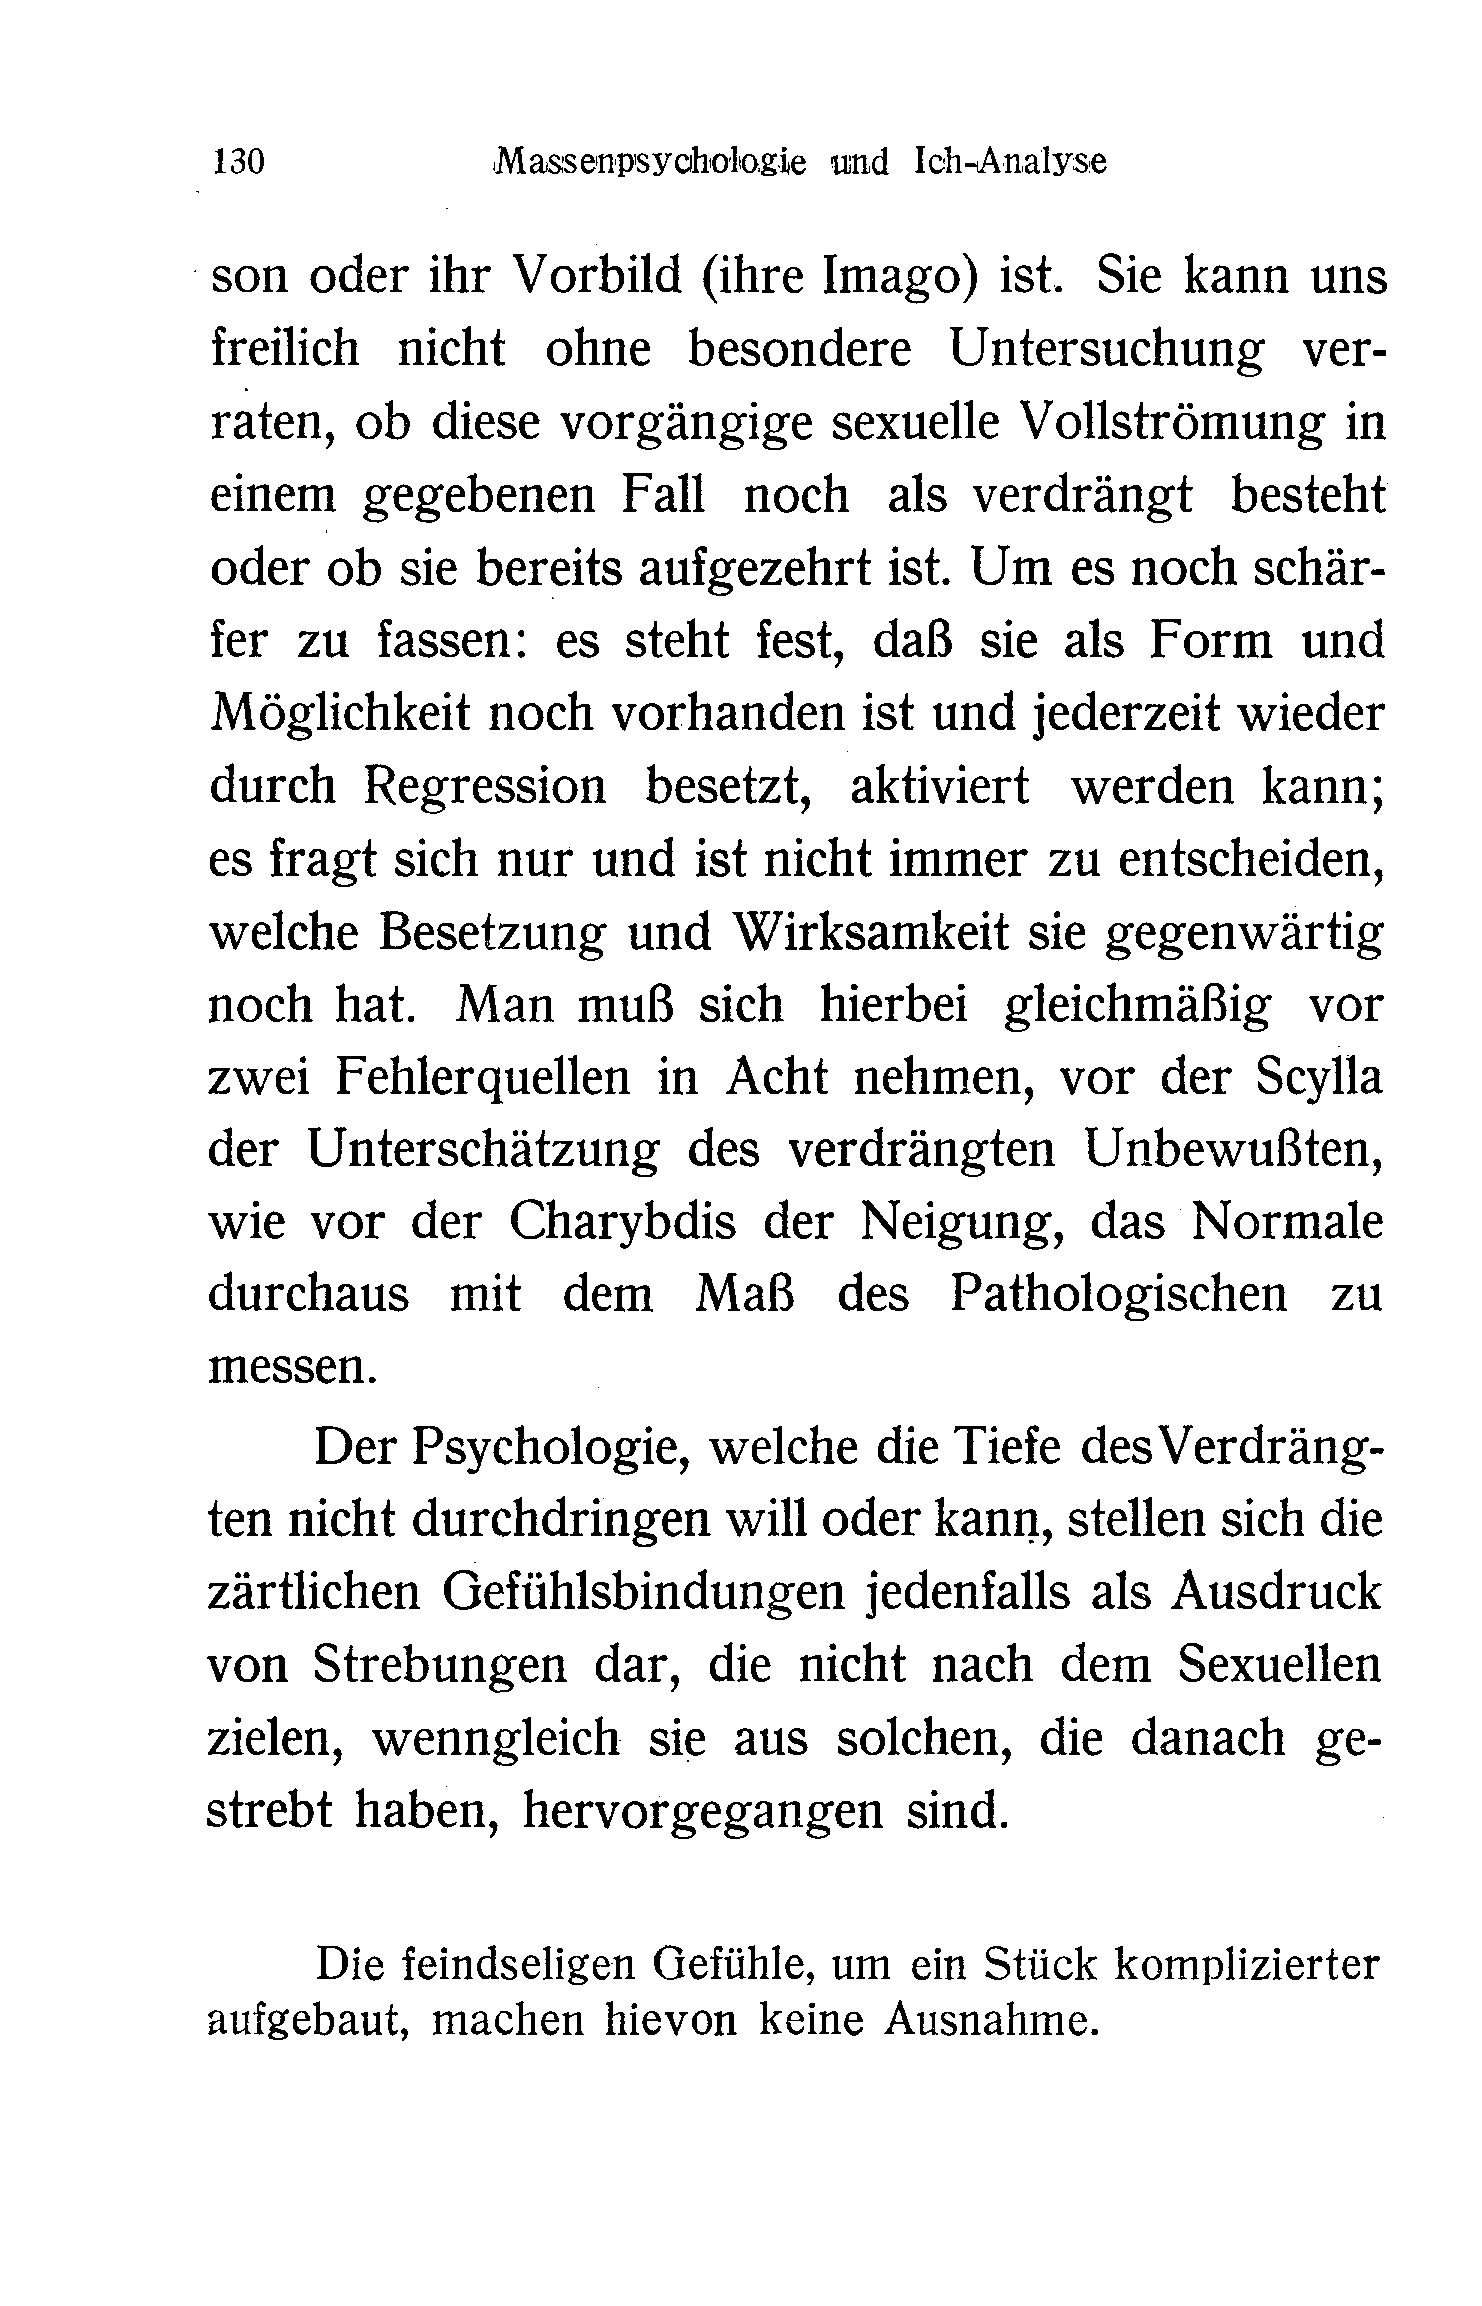 130 Massenpsychologie und Ich-Analyse
son oder ihr Vorbild (ihre Imago) ist. Sie kann uns
freilich nicht ohne besondere Untersuchung ver-
raten, ob diese vorgängige sexuelle Vollströmung in
einem gegebenen Fall noch als verdrängt besteht
oder ob sie bereits aufgezehrt ist. Um es noch schär-
fer zu fassen: es steht fest, daß sie als Form und
Möglichkeit noch vorhanden ist und jederzeit wieder
durch Regression besetzt, aktiviert werden kann;
es fragt sich nur und ist nicht immer zu entscheiden,
welche Besetzung und Wirksamkeit sie gegenwärtig
noch hat. Man muß sich hierbei gleichmäßig vor
zwei Fehlerquellen in Acht nehmen, vor der Scylla
der Unterschätzung des verdrängten Unbewußten,
wie vor der Charybdis der Neigung, das Normale
durchaus mit dem Maß des Pathologischen zu
messen.
Der Psychologie, welche die Tiefe des Verdräng-
ten nicht durchdringen will oder kann, stellen sich die
zärtlichen Gefühlsbindungen jedenfalls als Ausdruck
von Strebungen dar, die nicht nach dem Sexuellen
zielen, wenngleich sie aus solchen, die danach ge-
strebt haben, hervorgegangen sind.
Die feindseligen Gefühle, um ein Stück komplizierter
aufgebaut, machen hievon keine Ausnahme.